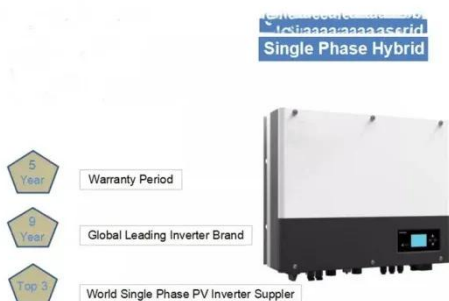 Single Phase Hybrid
5
Year
Warranty Period
9
Year
Global Leading Inverter Brand
Top 3
World Single Phase PV Inverter Suppler